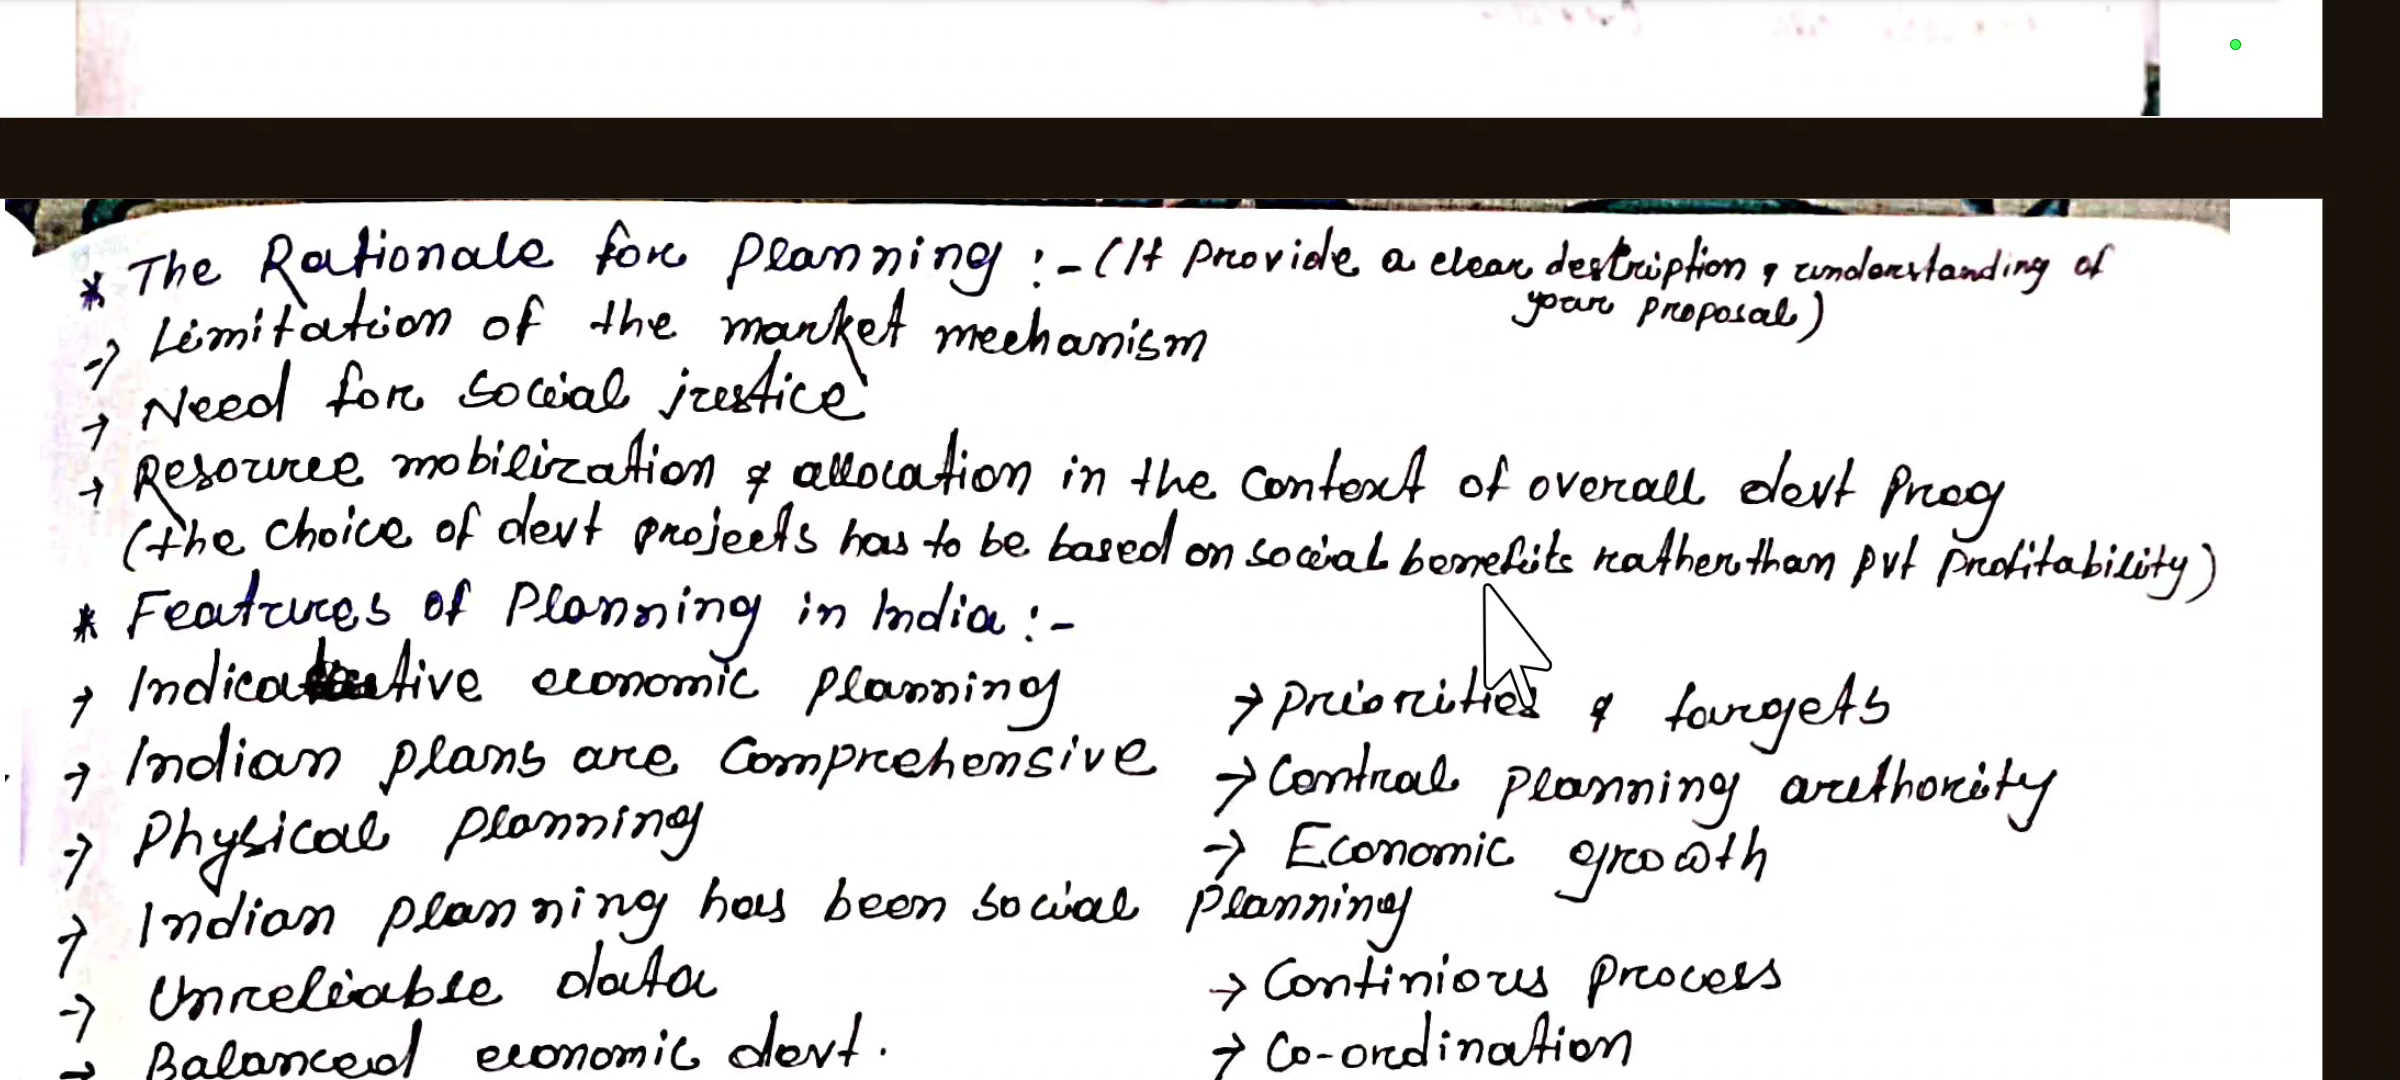 * The Rationale for Planning :- (It Provide a clear destription & understanding of
your proposal)
→ Limitation of the market mechanism
→ Need for social justice
→ Resource mobilization & allocation in the context of overall devt Prog
(the choice of devt projects has to be based on social benefits rather than pvt Profitability)
* Features of Planning in India :-
→ Indicative economic planning
→ Priorities & targets
→ Indian plans are Comprehensive
→ Central planning authority
→ Physical planning
→ Economic growth
→ Indian planning has been social planning
→ Unreliable data
→ Continious process
→ Balanced economic devt.
→ Co-ordination